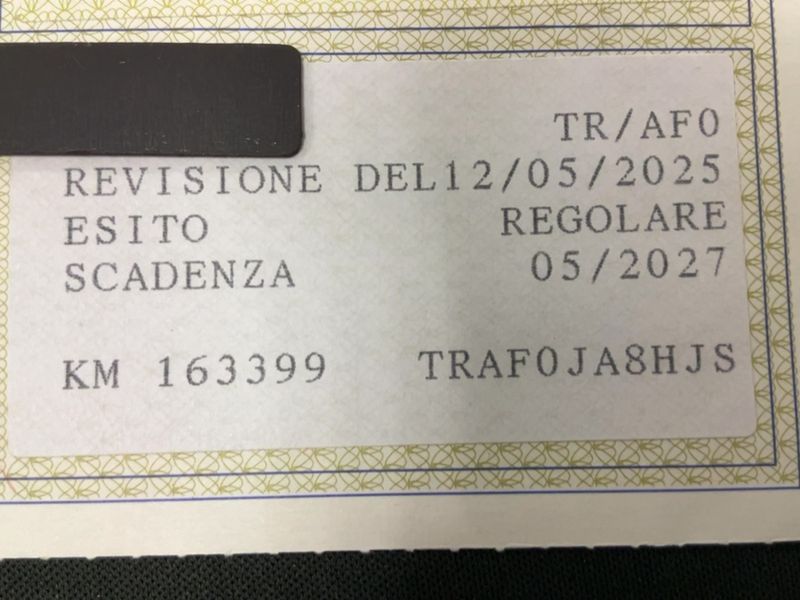 TR/AF0
REVISIONE DEL12/05/2025
ESITO REGOLARE
SCADENZA 05/2027
KM 163399 TRAF0JA8HJS